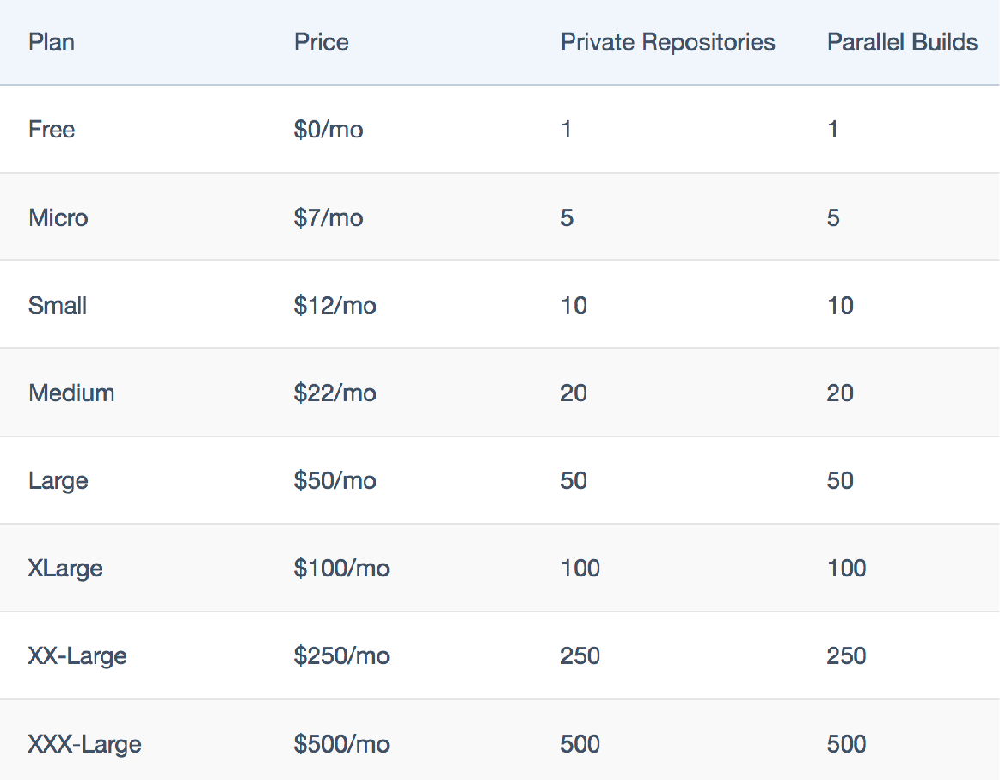 Plan Price Private Repositories Parallel Builds
Free $0/mo 1 1
Micro $7/mo 5 5
Small $12/mo 10 10
Medium $22/mo 20 20
Large $50/mo 50 50
XLarge $100/mo 100 100
XX-Large $250/mo 250 250
XXX-Large $500/mo 500 500